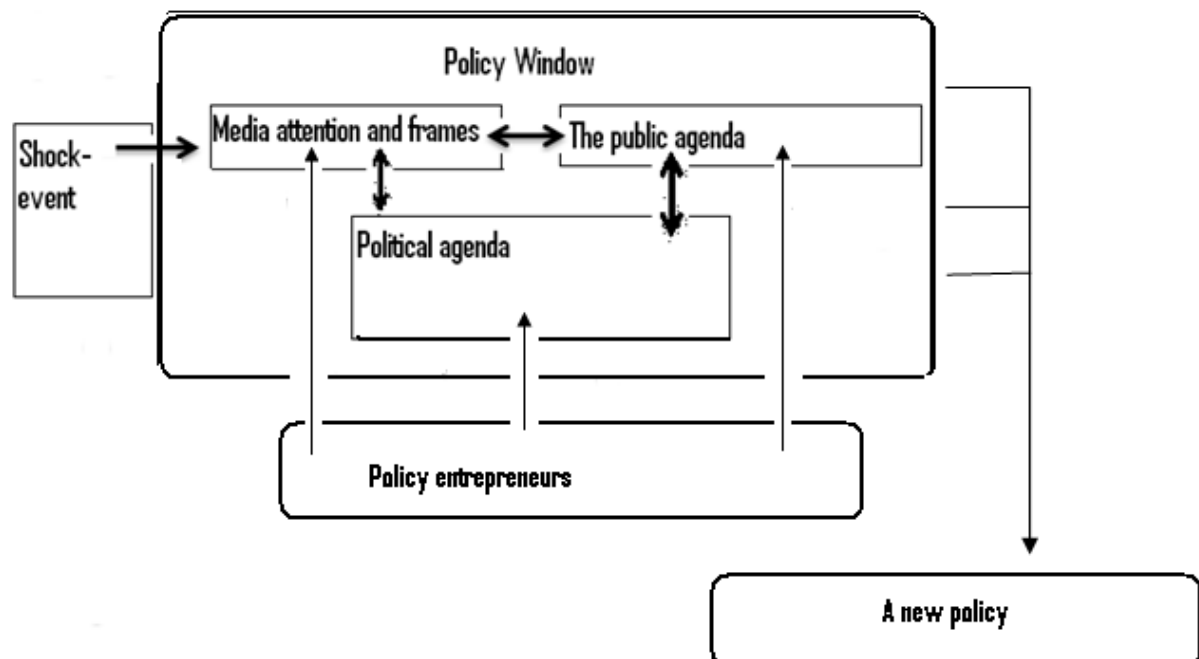 Policy Window
Media attention and frames
The public agenda
Shock-
event
Political agenda
Policy entrepreneurs
A new policy